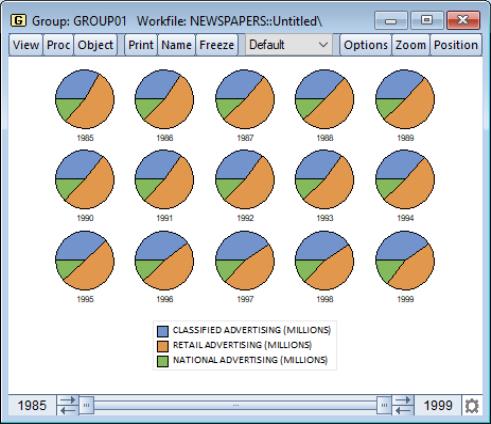 G Group: GROUP01 Workfile: NEWSPAPERS::Untitled\
View Proc Object Print Name Freeze Default Options Zoom Position
1985 1986 1987 1988 1989
1990 1991 1992 1993 1994
1995 1996 1997 1998 1999
CLASSIFIED ADVERTISING (MILLIONS)
RETAIL ADVERTISING (MILLIONS)
NATIONAL ADVERTISING (MILLIONS)
1985 1999